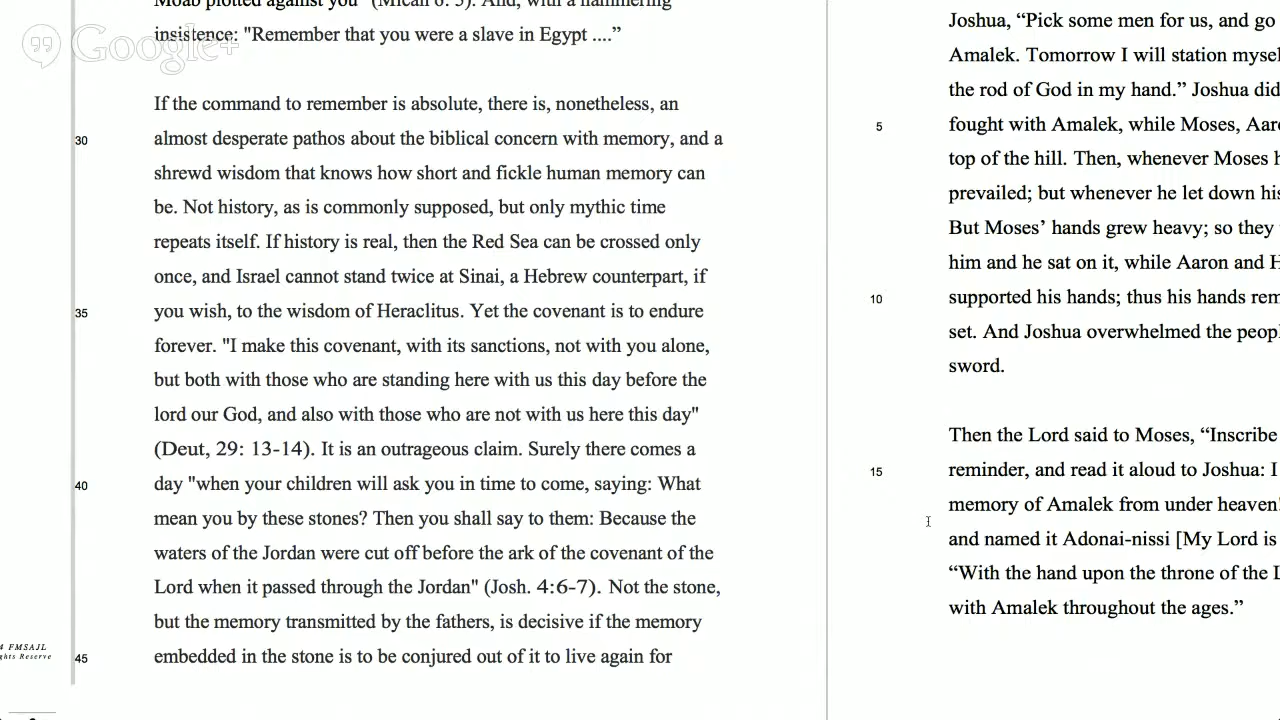 Moab plotted against you" (Micah 6: 5). And, with a hammering
insistence: "Remember that you were a slave in Egypt ....”
Google+
If the command to remember is absolute, there is, nonetheless, an
30
almost desperate pathos about the biblical concern with memory, and a
shrewd wisdom that knows how short and fickle human memory can
be. Not history, as is commonly supposed, but only mythic time
repeats itself. If history is real, then the Red Sea can be crossed only
once, and Israel cannot stand twice at Sinai, a Hebrew counterpart, if
35
you wish, to the wisdom of Heraclitus. Yet the covenant is to endure
forever. "I make this covenant, with its sanctions, not with you alone,
but both with those who are standing here with us this day before the
lord our God, and also with those who are not with us here this day"
(Deut, 29: 13-14). It is an outrageous claim. Surely there comes a
40
day "when your children will ask you in time to come, saying: What
mean you by these stones? Then you shall say to them: Because the
waters of the Jordan were cut off before the ark of the covenant of the
Lord when it passed through the Jordan" (Josh. 4:6-7). Not the stone,
but the memory transmitted by the fathers, is decisive if the memory
45
embedded in the stone is to be conjured out of it to live again for
4 FMSAJL
ghts Reserve
Joshua, “Pick some men for us, and go
Amalek. Tomorrow I will station mysel
the rod of God in my hand.” Joshua did
5
fought with Amalek, while Moses, Aaro
top of the hill. Then, whenever Moses h
prevailed; but whenever he let down his
But Moses’ hands grew heavy; so they
him and he sat on it, while Aaron and H
10
supported his hands; thus his hands rem
set. And Joshua overwhelmed the peopl
sword.
Then the Lord said to Moses, “Inscribe
15
reminder, and read it aloud to Joshua: I
memory of Amalek from under heaven!
and named it Adonai-nissi [My Lord is
“With the hand upon the throne of the L
with Amalek throughout the ages.”